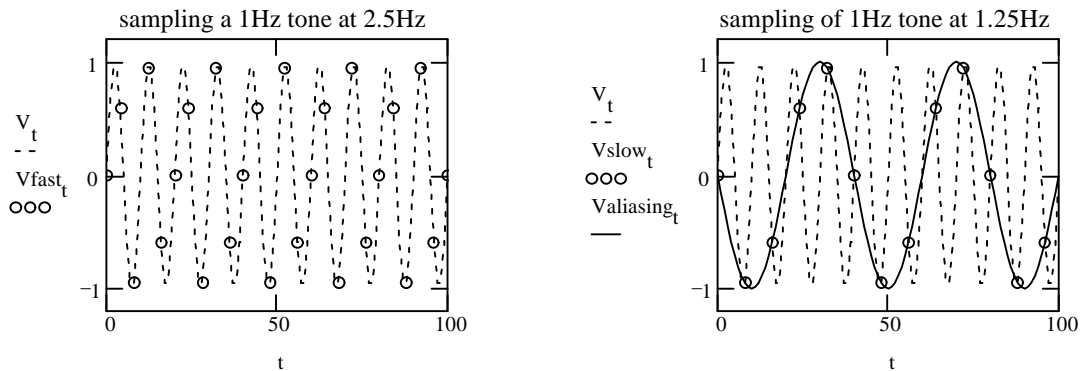 sampling a 1Hz tone at 2.5Hz
1
0
−1
V_t
Vfast_t
0
50
100
t
sampling of 1Hz tone at 1.25Hz
1
0
−1
V_t
Vslow_t
Valiasing_t
0
50
100
t